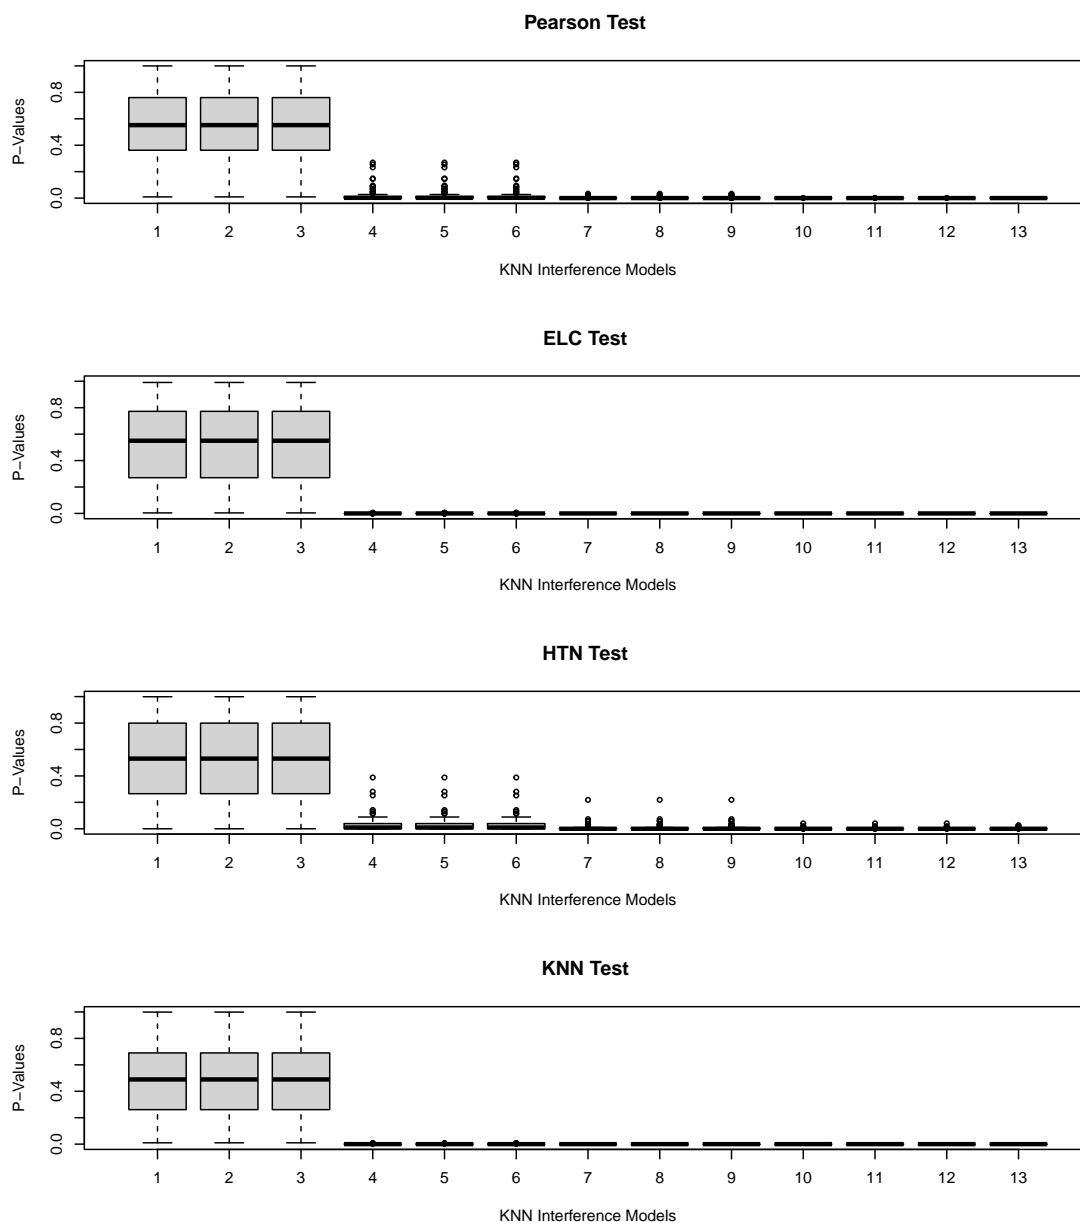 Pearson Test
P−Values
0.0 0.4 0.8
1 2 3 4 5 6 7 8 9 10 11 12 13
KNN Interference Models
ELC Test
P−Values
0.0 0.4 0.8
1 2 3 4 5 6 7 8 9 10 11 12 13
KNN Interference Models
HTN Test
P−Values
0.0 0.4 0.8
1 2 3 4 5 6 7 8 9 10 11 12 13
KNN Interference Models
KNN Test
P−Values
0.0 0.4 0.8
1 2 3 4 5 6 7 8 9 10 11 12 13
KNN Interference Models